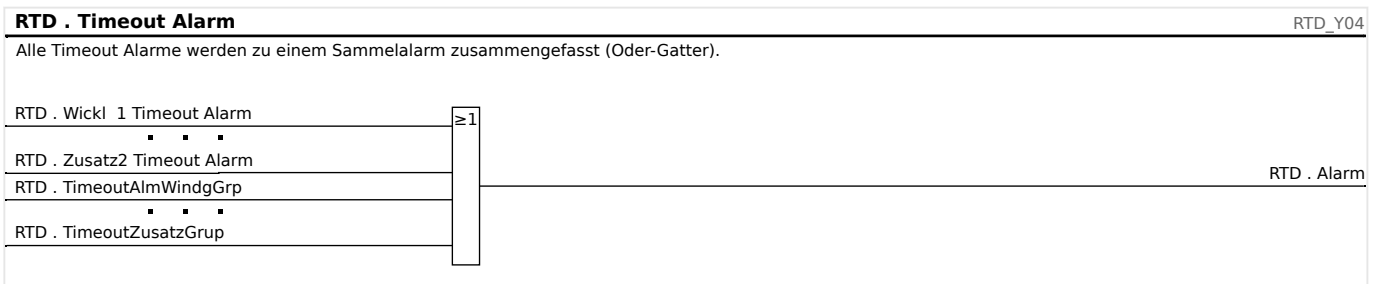 RTD . Timeout Alarm RTD_Y04
Alle Timeout Alarme werden zu einem Sammelalarm zusammengefasst (Oder-Gatter).
RTD . Wickl  1 Timeout Alarm
≥1
RTD . Zusatz2 Timeout Alarm
RTD . Alarm
RTD . TimeoutAlmWindgGrp
RTD . TimeoutZusatzGrup